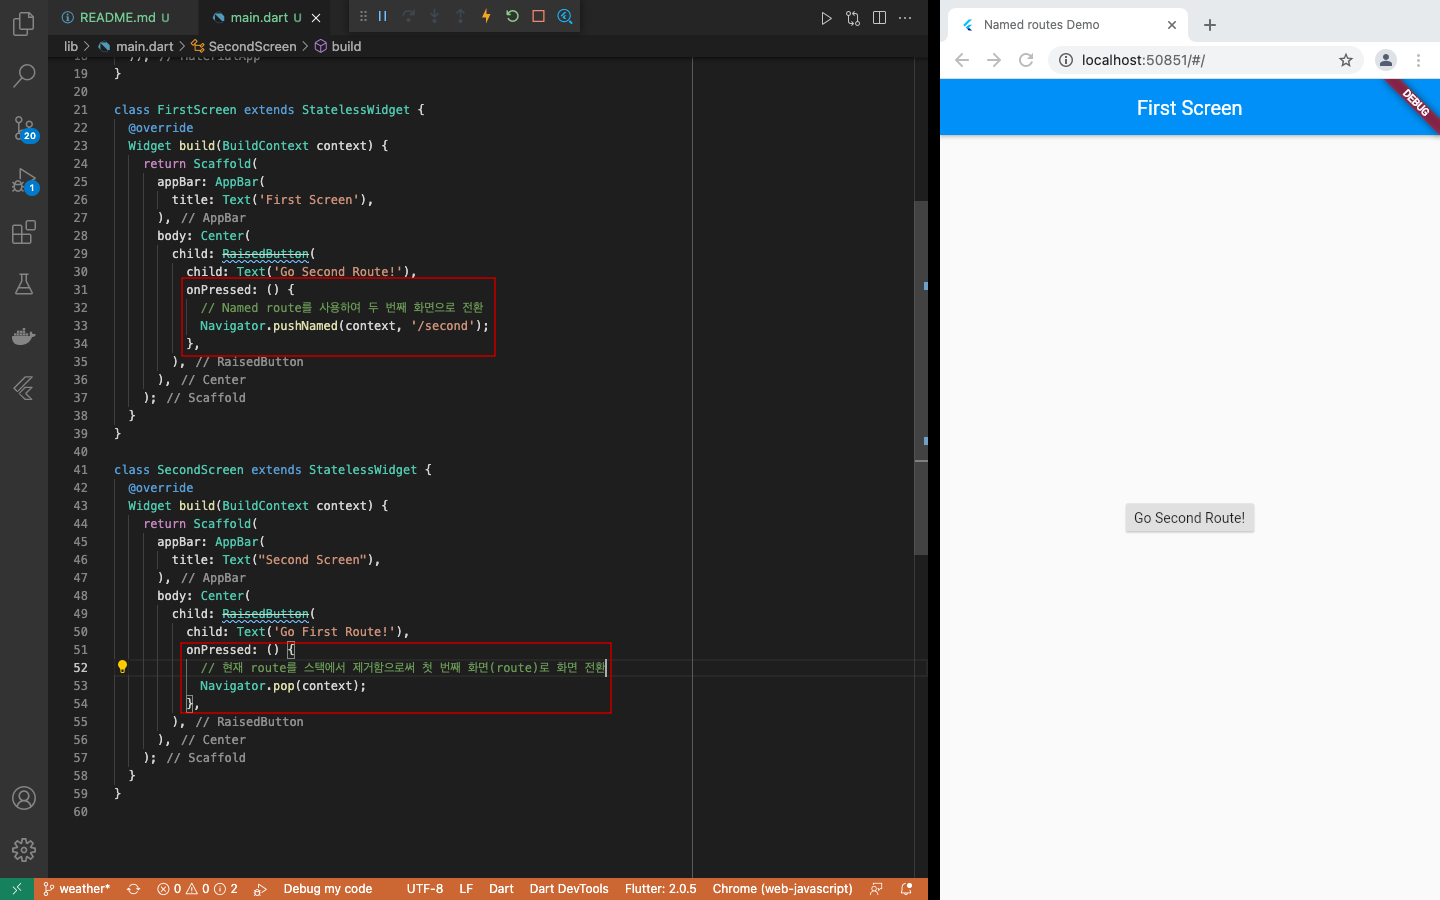 README.md U
main.dart U
lib > main.dart > SecondScreen > build
18 ); // MaterialApp
19 }
20
21 class FirstScreen extends StatelessWidget {
22 @override
23 Widget build(BuildContext context) {
24 return Scaffold(
25 appBar: AppBar(
26 title: Text('First Screen'),
27 ), // AppBar
28 body: Center(
29 child: RaisedButton(
30 child: Text('Go Second Route!'),
31 onPressed: () {
32 // Named route를 사용하여 두 번째 화면으로 전환
33 Navigator.pushNamed(context, '/second');
34 },
35 ), // RaisedButton
36 ), // Center
37 ); // Scaffold
38 }
39 }
40
41 class SecondScreen extends StatelessWidget {
42 @override
43 Widget build(BuildContext context) {
44 return Scaffold(
45 appBar: AppBar(
46 title: Text("Second Screen"),
47 ), // AppBar
48 body: Center(
49 child: RaisedButton(
50 child: Text('Go First Route!'),
51 onPressed: () {
52 // 현재 route를 스택에서 제거함으로써 첫 번째 화면(route)로 화면 전환
53 Navigator.pop(context);
54 },
55 ), // RaisedButton
56 ), // Center
57 ); // Scaffold
58 }
59 }
60
20
1
weather* 0 0 2 Debug my code UTF-8 LF Dart Dart DevTools Flutter: 2.0.5 Chrome (web-javascript)
Named routes Demo
localhost:50851/#/
First Screen
DEBUG
Go Second Route!